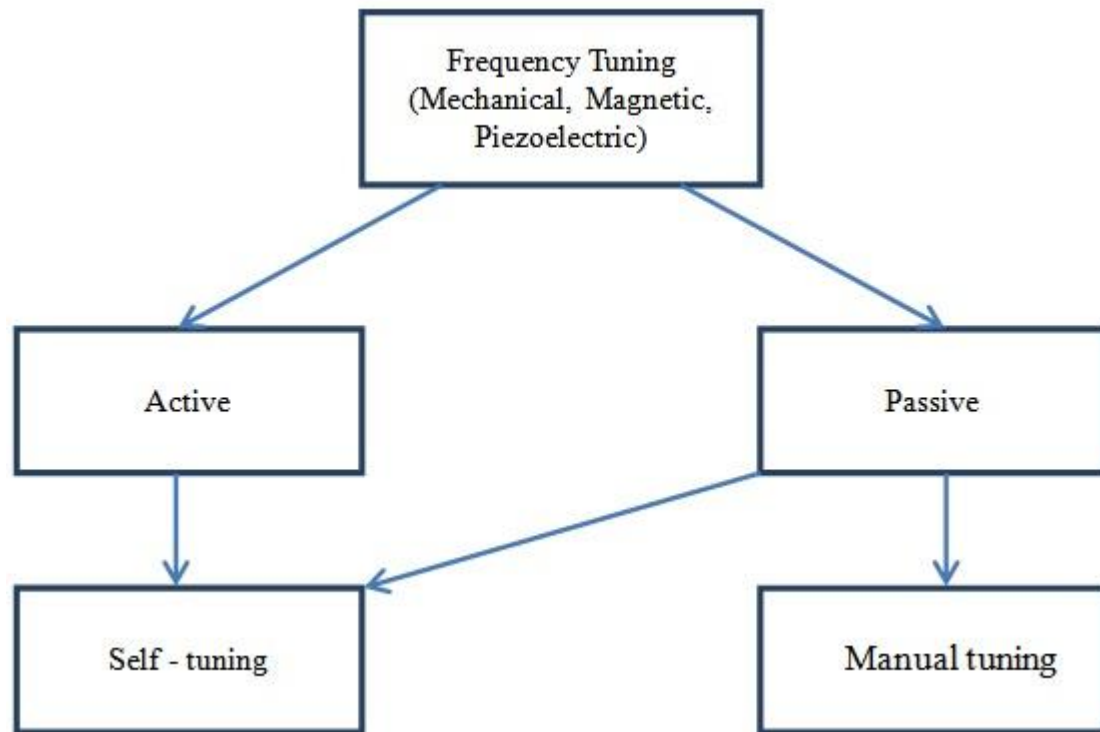 Frequency Tuning
(Mechanical, Magnetic,
Piezoelectric)
Active
Passive
Self - tuning
Manual tuning